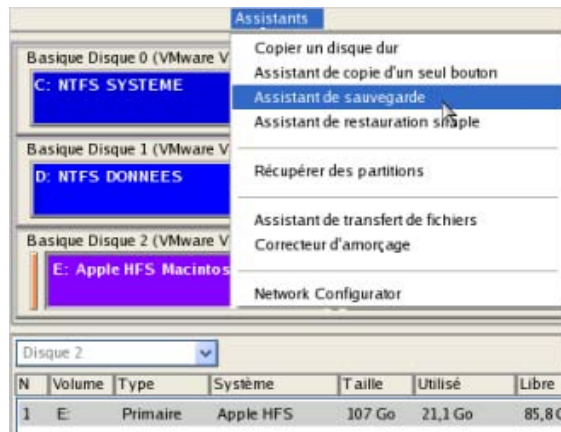 Assistants
Copier un disque dur
Assistant de copie d'un seul bouton
Assistant de sauvegarde
Assistant de restauration simple
Récupérer des partitions
Assistant de transfert de fichiers
Correcteur d'amorçage
Network Configurator
Basique Disque 0 (VMware V
C: NTFS SYSTEME
Basique Disque 1 (VMware V
D: NTFS DONNEES
Basique Disque 2 (VMware V
E: Apple HFS Macintos
Disque 2
N Volume Type Système Taille Utilisé Libre
1 E: Primaire Apple HFS 107 Go 21,1 Go 85,8